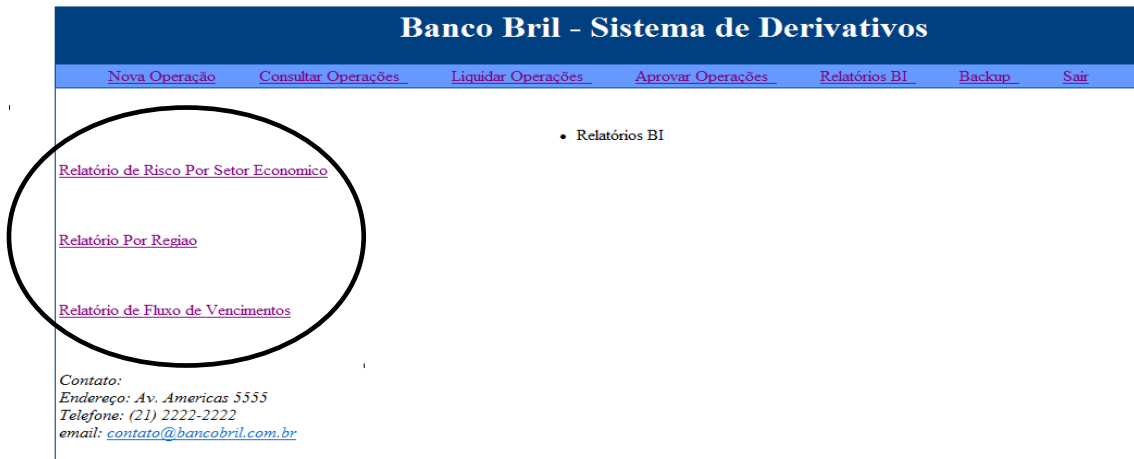 Banco Bril - Sistema de Derivativos
Nova Operação Consultar Operações Liquidar Operações Aprovar Operações Relatórios BI Backup Sair
• Relatórios BI
Relatório de Risco Por Setor Economico
Relatório Por Regiao
Relatório de Fluxo de Vencimentos
Contato:
Endereço: Av. Americas 5555
Telefone: (21) 2222-2222
email: contato@bancobril.com.br